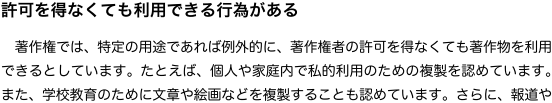 許可を得なくても利用できる行為がある
　著作権では、特定の用途であれば例外的に、著作権者の許可を得なくても著作物を利用
できるとしています。たとえば、個人や家庭内で私的利用のための複製を認めています。
また、学校教育のために文章や絵画などを複製することも認めています。さらに、報道や